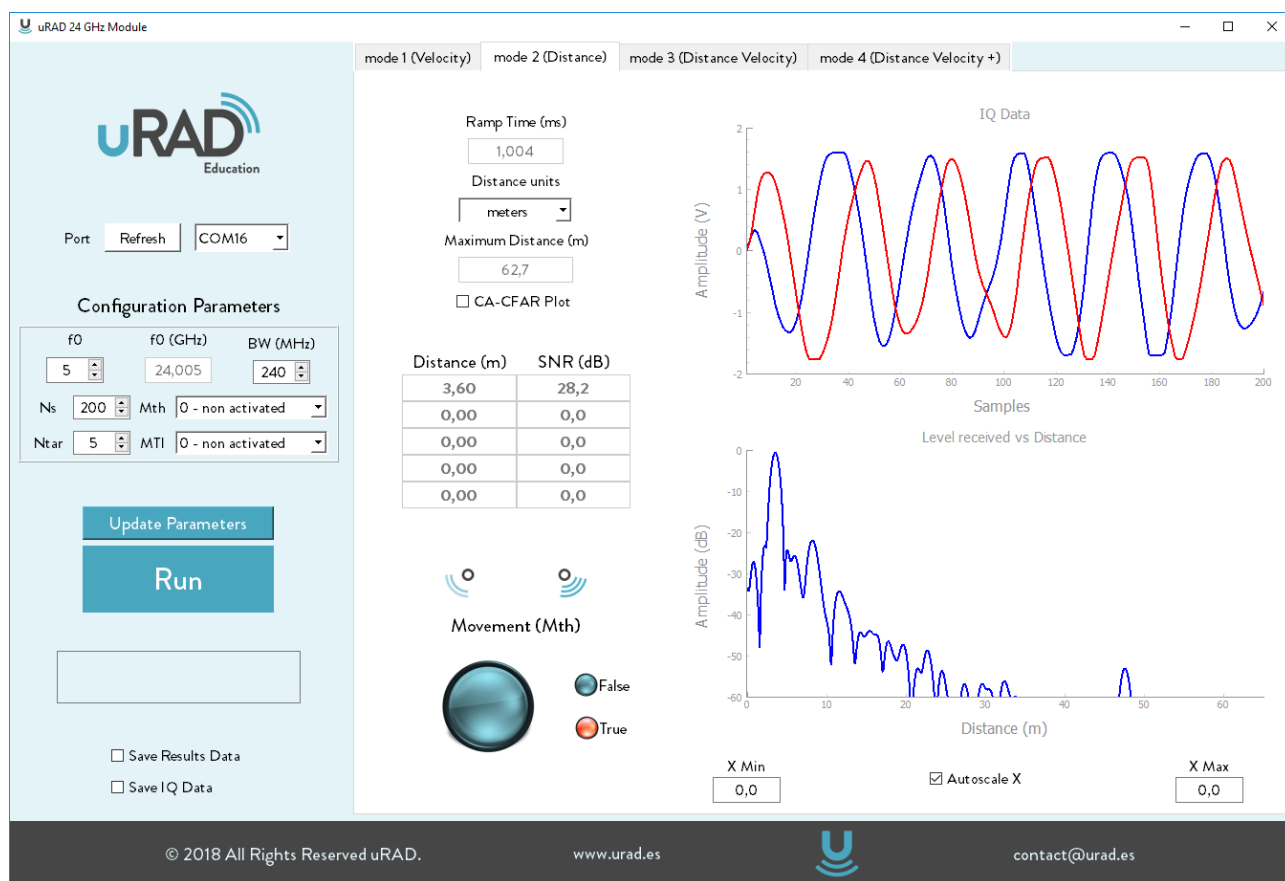 uRAD 24 GHz Module
mode 1 (Velocity) mode 2 (Distance) mode 3 (Distance Velocity) mode 4 (Distance Velocity +)
uRAD
Education
Port Refresh COM16
Configuration Parameters
f0 f0 (GHz) BW (MHz)
5 24,005 240
Ns 200 Mth 0 - non activated
Ntar 5 MTI 0 - non activated
Update Parameters
Run
Save Results Data
Save IQ Data
Ramp Time (ms)
1,004
Distance units
meters
Maximum Distance (m)
62,7
CA-CFAR Plot
Distance (m) SNR (dB)
3,60 28,2
0,00 0,0
0,00 0,0
0,00 0,0
0,00 0,0
Movement (Mth)
False
True
IQ Data
Amplitude (V)
2
1
0
-1
-2
20 40 60 80 100 120 140 160 180 200
Samples
Level received vs Distance
Amplitude (dB)
0
-10
-20
-30
-40
-50
-60
0 10 20 30 40 50 60
Distance (m)
X Min Autoscale X X Max
0,0 0,0
© 2018 All Rights Reserved uRAD. www.urad.es U contact@urad.es